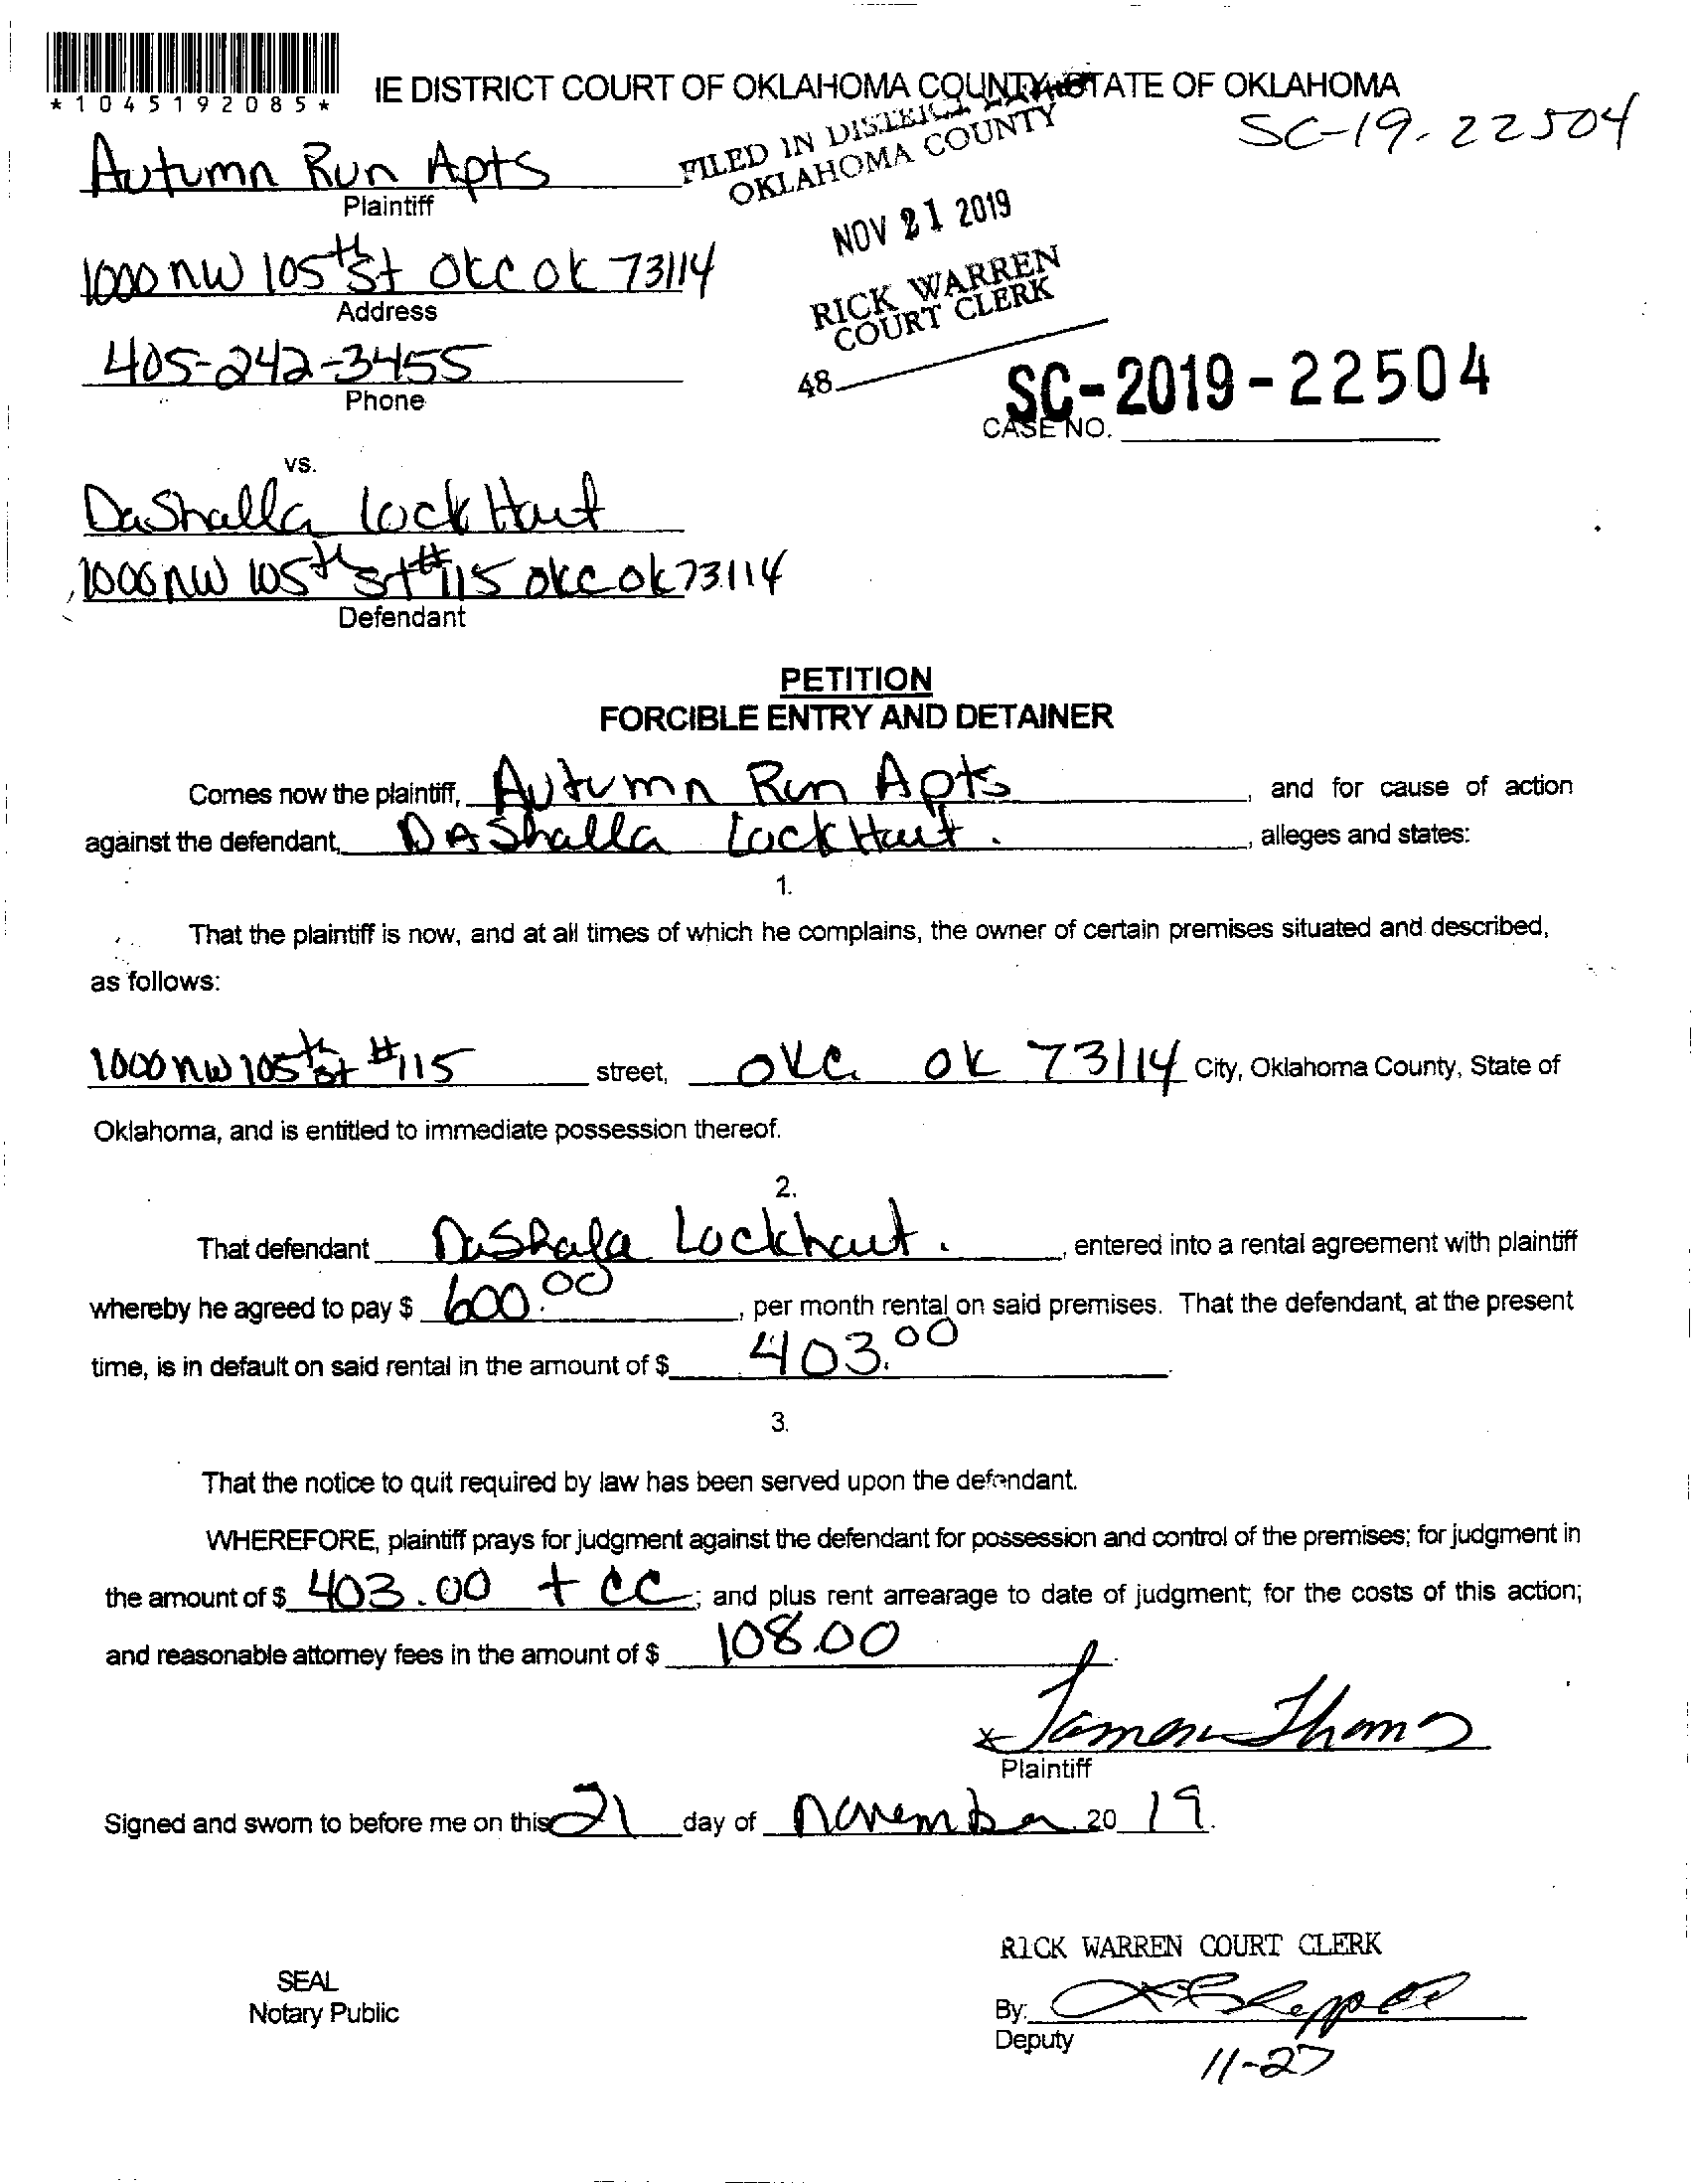 *1045192085*
IE DISTRICT COURT OF OKLAHOMA COUNTY, STATE OF OKLAHOMA
SC-19-22504
FILED IN DISTRICT
OKLAHOMA COUNTY
Autumn Run Apts
Plaintiff
NOV 21 2019
1000 NW 105th St OKC OK 73114
Address
RICK WARREN
COURT CLERK
405-242-3455
Phone
48
SC-2019-22504
CASE NO.
vs.
DaShalla LockHart
1000 NW 105th St #115 OKC OK 73114
Defendant
PETITION
FORCIBLE ENTRY AND DETAINER
Comes now the plaintiff, Autumn Run Apts, and for cause of action
against the defendant, DAShalla LockHart., alleges and states:
1.
That the plaintiff is now, and at all times of which he complains, the owner of certain premises situated and described,
as follows:
1000 NW 105th St #115 street, OKC OK 73114 City, Oklahoma County, State of
Oklahoma, and is entitled to immediate possession thereof.
2.
That defendant DaShala Lockhart., entered into a rental agreement with plaintiff
whereby he agreed to pay $ 600.00, per month rental on said premises. That the defendant, at the present
time, is in default on said rental in the amount of $ 403.00.
3.
That the notice to quit required by law has been served upon the defendant.
WHEREFORE, plaintiff prays for judgment against the defendant for possession and control of the premises; for judgment in
the amount of $ 403.00 + CC; and plus rent arrearage to date of judgment; for the costs of this action;
and reasonable attorney fees in the amount of $ 108.00
x
Plaintiff
Signed and sworn to before me on this 21 day of November 20 19.
RICK WARREN COURT CLERK
SEAL
Notary Public
By:
Deputy
11-27